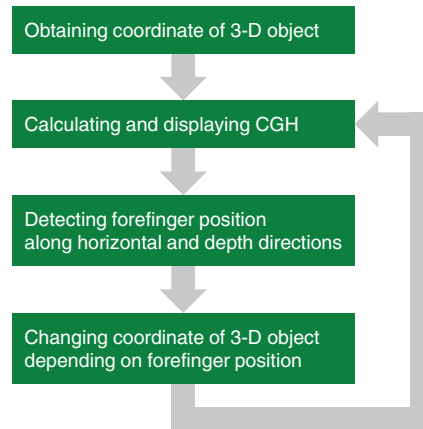 Obtaining coordinate of 3-D object
Calculating and displaying CGH
Detecting forefinger position
along horizontal and depth directions
Changing coordinate of 3-D object
depending on forefinger position